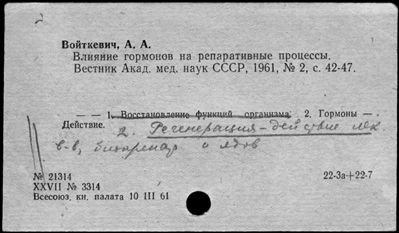 Войткевич, А. А.
Влияние гормонов на репаративные процессы.
Вестник Акад. мед. наук СССР, 1961, № 2, с. 42-47.
— — 1. Восстановление функций организма. 2. Гормоны —
Действие.
2. Регенерация - действие лек.
в-в, и ядов
№ 21314
XXVII № 3314
Всесоюз. кн. палата 10 III 61
22-3а+22-7